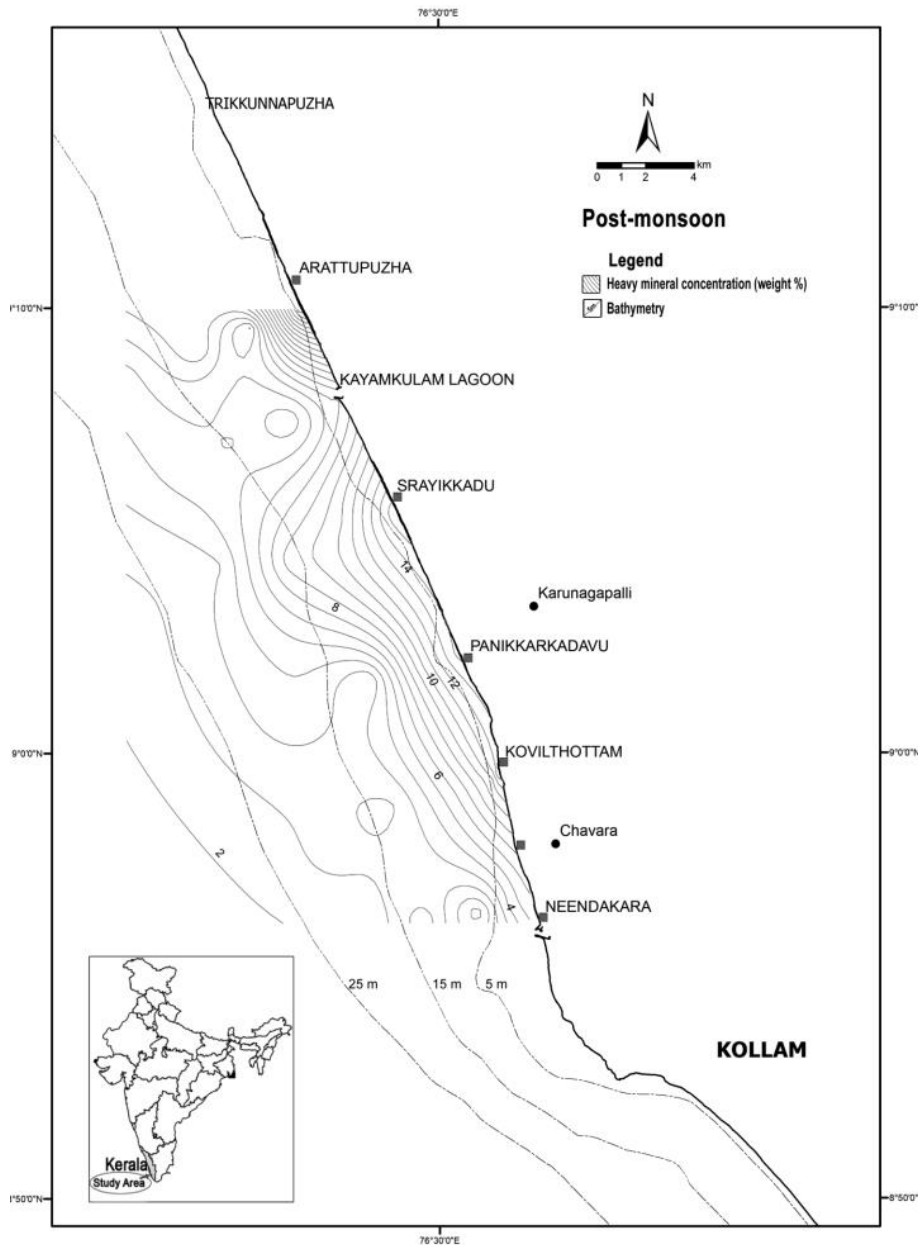 76°30'0"E
TRIKKUNNAPUZHA
N
km
0 1 2 4
Post-monsoon
Legend
Heavy mineral concentration (weight %)
Bathymetry
ARATTUPUZHA
9°10'0"N
KAYAMKULAM LAGOON
SRAYIKKADU
14
Karunagapalli
8
PANIKKARKADAVU
10
12
9°0'0"N
9°0'0"N
KOVILTHOTTAM
6
Chavara
2
4
NEENDAKARA
25 m
15 m
5 m
KOLLAM
Kerala
Study Area
8°50'0"N
76°30'0"E